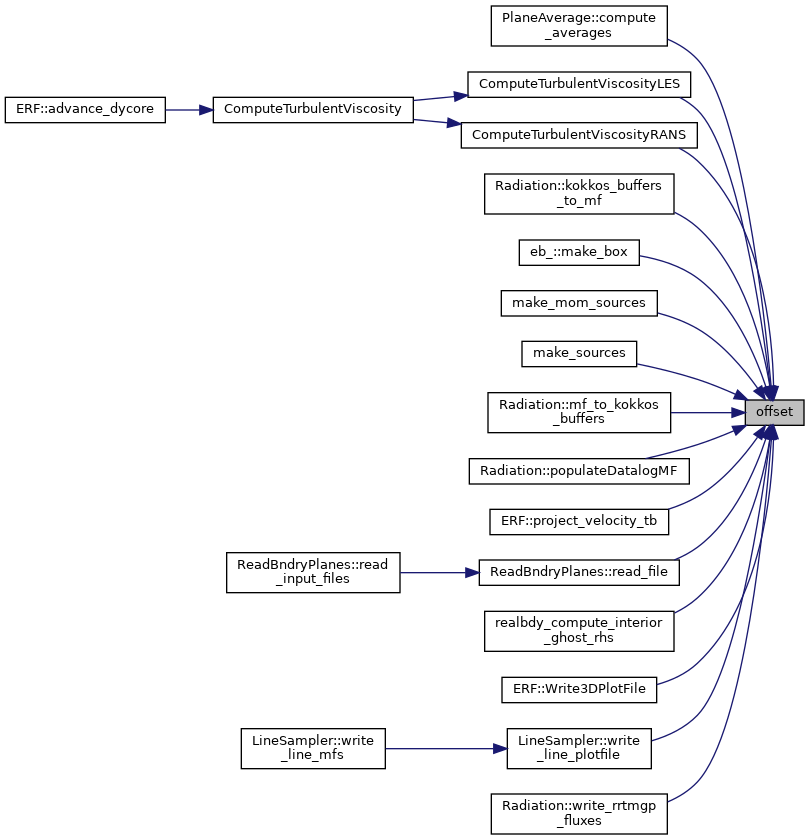 PlaneAverage::compute
_averages
ComputeTurbulentViscosityLES
ERF::advance_dycore
ComputeTurbulentViscosity
ComputeTurbulentViscosityRANS
Radiation::kokkos_buffers
_to_mf
eb_::make_box
make_mom_sources
make_sources
Radiation::mf_to_kokkos
_buffers
offset
Radiation::populateDatalogMF
ERF::project_velocity_tb
ReadBndryPlanes::read
_input_files
ReadBndryPlanes::read_file
realbdy_compute_interior
_ghost_rhs
ERF::Write3DPlotFile
LineSampler::write
_line_mfs
LineSampler::write
_line_plotfile
Radiation::write_rrtmgp
_fluxes